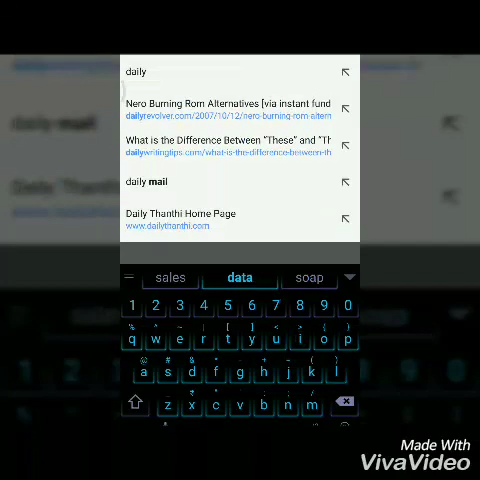 daily
Nero Burning Rom Alternatives [via instant fund
dailyrevolver.com/2007/10/12/nero-burning-rom-altern
What is the Difference Between "These" and "Th
dailywritingtips.com/what-is-the-difference-between-th
daily mail
Daily Thanthi Home Page
www.dailythanthi.com
sales data soap
1 2 3 4 5 6 7 8 9 0
q w e r t y u i o p
a s d f g h j k l
z x c v b n m
Made With
VivaVideo